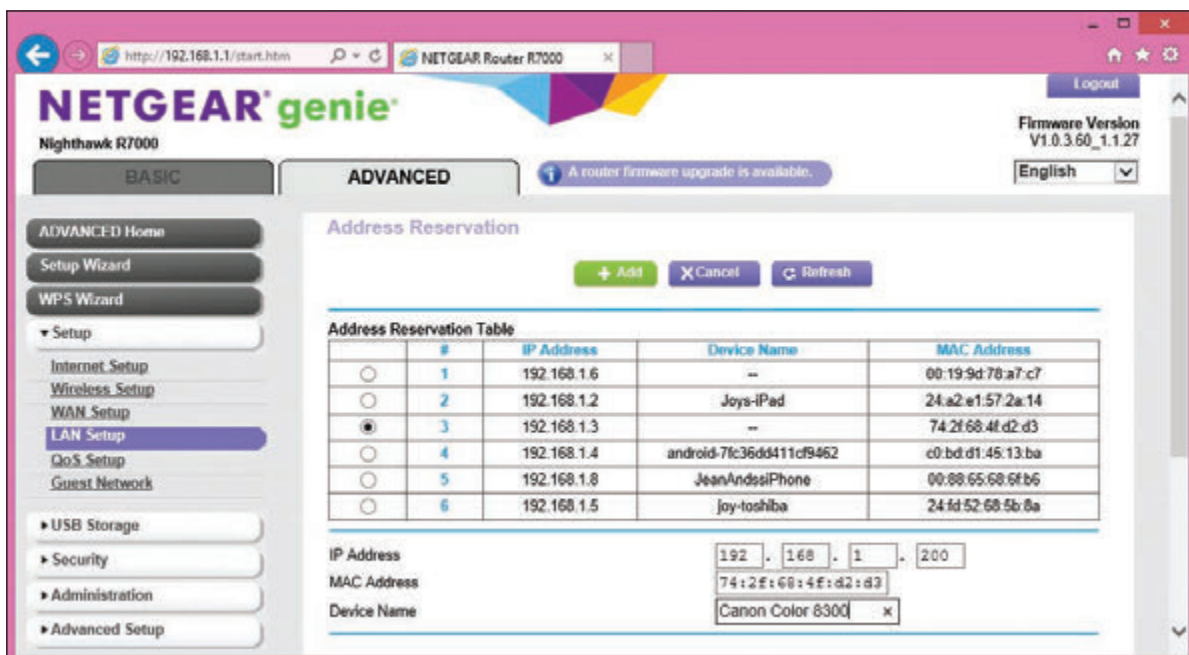 http://192.168.1.1/start.htm
NETGEAR Router R7000
NETGEAR® genie®
Logout
Nighthawk R7000
Firmware Version
V1.0.3.60_1.1.27
BASIC
ADVANCED
A router firmware upgrade is available.
English
ADVANCED Home
Setup Wizard
WPS Wizard
Setup
Internet Setup
Wireless Setup
WAN Setup
LAN Setup
QoS Setup
Guest Network
USB Storage
Security
Administration
Advanced Setup
Address Reservation
+ Add X Cancel Refresh
Address Reservation Table
# IP Address Device Name MAC Address
1 192.168.1.6 -- 00:19:9d:78:a7:c7
2 192.168.1.2 Joys-iPad 24:a2:e1:57:2a:14
3 192.168.1.3 -- 74:2f:68:4f:d2:d3
4 192.168.1.4 android-7fc36dd411cf9462 c0:bd:d1:45:13:ba
5 192.168.1.8 JeanAndssiPhone 00:88:65:68:6f:b6
6 192.168.1.5 joy-toshiba 24:fd:52:68:5b:8a
IP Address 192 . 168 . 1 . 200
MAC Address 74:2f:68:4f:d2:d3
Device Name Canon Color 8300